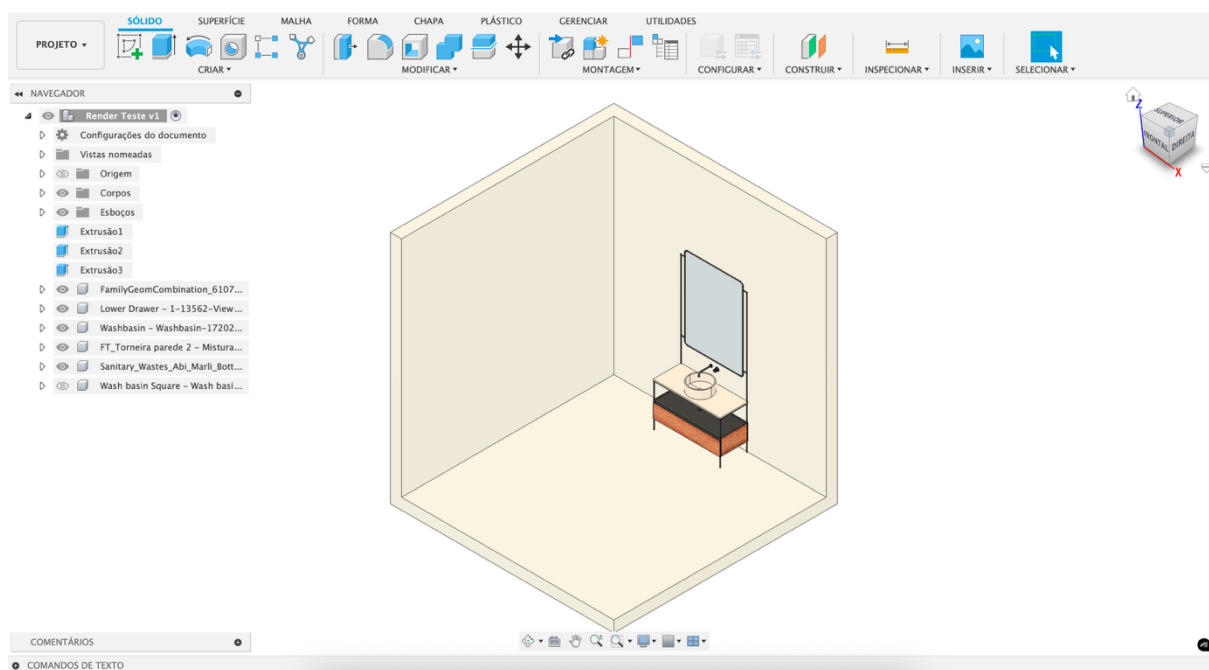 SÓLIDO SUPERFÍCIE MALHA FORMA CHAPA PLÁSTICO GERENCIAR UTILIDADES
PROJETO
CRIAR MODIFICAR MONTAGEM CONFIGURAR CONSTRUIR INSPECIONAR INSERIR SELECIONAR
NAVEGADOR
Render Teste v1
Configurações do documento
Vistas nomeadas
Origem
Corpos
Esboços
Extrusão1
Extrusão2
Extrusão3
FamilyGeomCombination_6107...
Lower Drawer - 1-13562-View...
Washbasin - Washbasin-17202...
FT_Torneira parede 2 - Mistura...
Sanitary_Wastes_Abi_Marli_Bott...
Wash basin Square - Wash basi...
Z
SUPERIOR
FRONTAL
DIREITA
X
COMENTÁRIOS
COMANDOS DE TEXTO